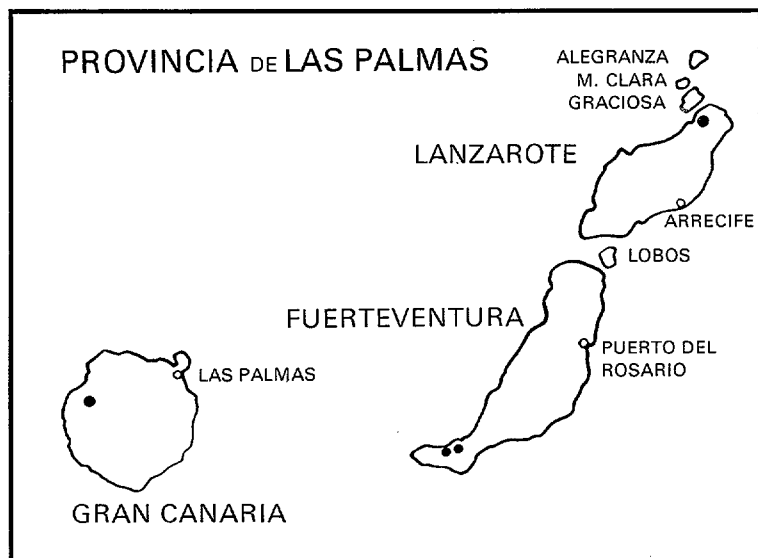 PROVINCIA DE LAS PALMAS
ALEGRANZA
M. CLARA
GRACIOSA
LANZAROTE
ARRECIFE
LOBOS
FUERTEVENTURA
PUERTO DEL
ROSARIO
LAS PALMAS
GRAN CANARIA